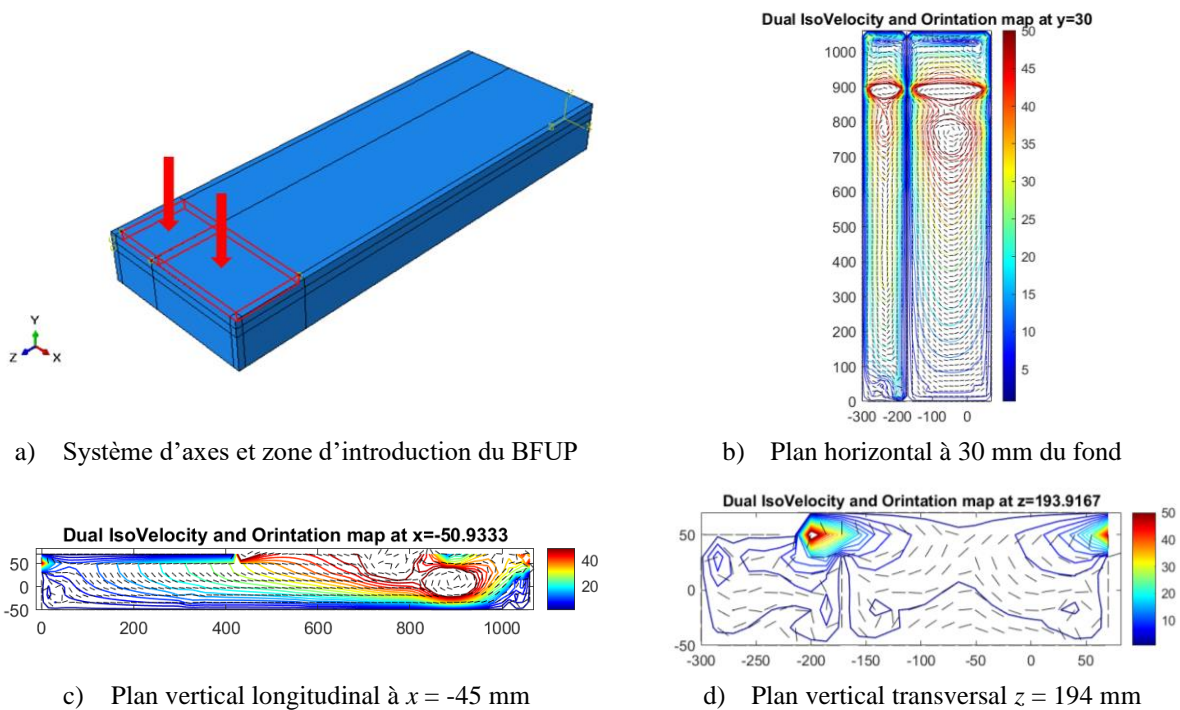 Y
Z
X
a) Système d'axes et zone d'introduction du BFUP
Dual IsoVelocity and Orintation map at y=30
1000
900
800
700
600
500
400
300
200
100
0
-300 -200 -100 0
50
45
40
35
30
25
20
15
10
5
b) Plan horizontal à 30 mm du fond
Dual IsoVelocity and Orintation map at x=-50.9333
50
0
-50
0 200 400 600 800 1000
40
20
c) Plan vertical longitudinal à x = -45 mm
Dual IsoVelocity and Orintation map at z=193.9167
50
0
-50
-300 -250 -200 -150 -100 -50 0 50
50
40
30
20
10
d) Plan vertical transversal z = 194 mm